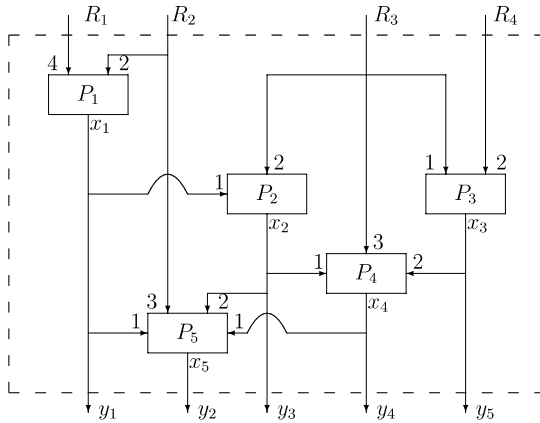 R₁ R₂ R₃ R₄
4 2
P₁
x₁
2 1 2
1 P₂ P₃
x₂ x₃
3
1 P₄ 2
x₄
3 2
1 P₅ 1
x₅
y₁ y₂ y₃ y₄ y₅